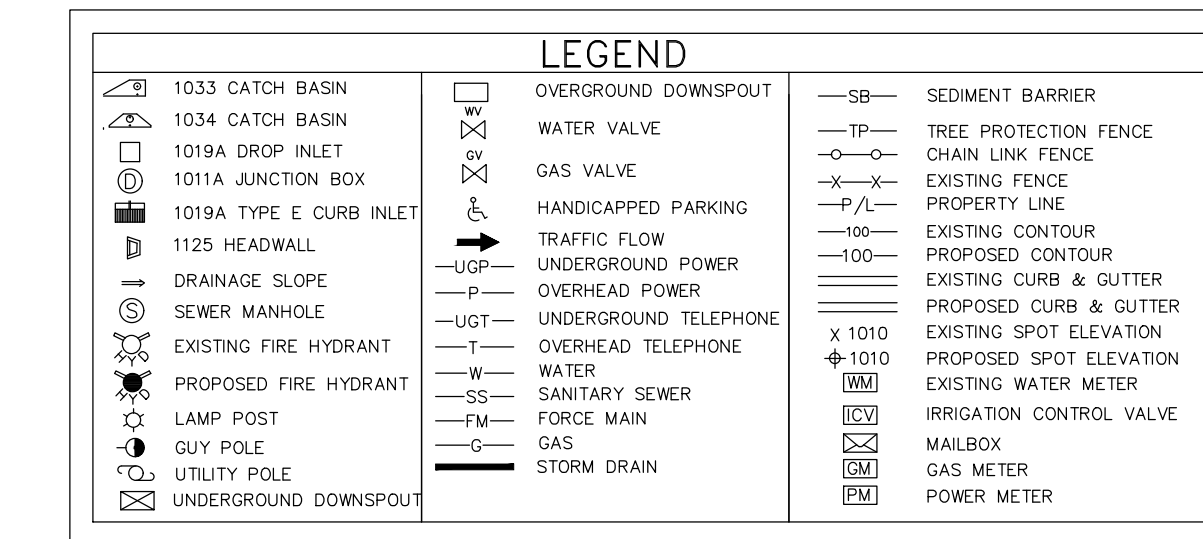 LEGEND
1033 CATCH BASIN
1034 CATCH BASIN
1019A DROP INLET
D 1011A JUNCTION BOX
1019A TYPE E CURB INLET
1125 HEADWALL
DRAINAGE SLOPE
S SEWER MANHOLE
EXISTING FIRE HYDRANT
PROPOSED FIRE HYDRANT
LAMP POST
GUY POLE
UTILITY POLE
UNDERGROUND DOWNSPOUT
OVERGROUND DOWNSPOUT
WV
WATER VALVE
GV
GAS VALVE
HANDICAPPED PARKING
TRAFFIC FLOW
UGP UNDERGROUND POWER
P OVERHEAD POWER
UGT UNDERGROUND TELEPHONE
T OVERHEAD TELEPHONE
W WATER
SS SANITARY SEWER
FM FORCE MAIN
G GAS
STORM DRAIN
SB SEDIMENT BARRIER
TP TREE PROTECTION FENCE
CHAIN LINK FENCE
X X EXISTING FENCE
P/L PROPERTY LINE
100 EXISTING CONTOUR
100 PROPOSED CONTOUR
EXISTING CURB & GUTTER
PROPOSED CURB & GUTTER
X 1010 EXISTING SPOT ELEVATION
1010 PROPOSED SPOT ELEVATION
WM EXISTING WATER METER
ICV IRRIGATION CONTROL VALVE
MAILBOX
GM GAS METER
PM POWER METER